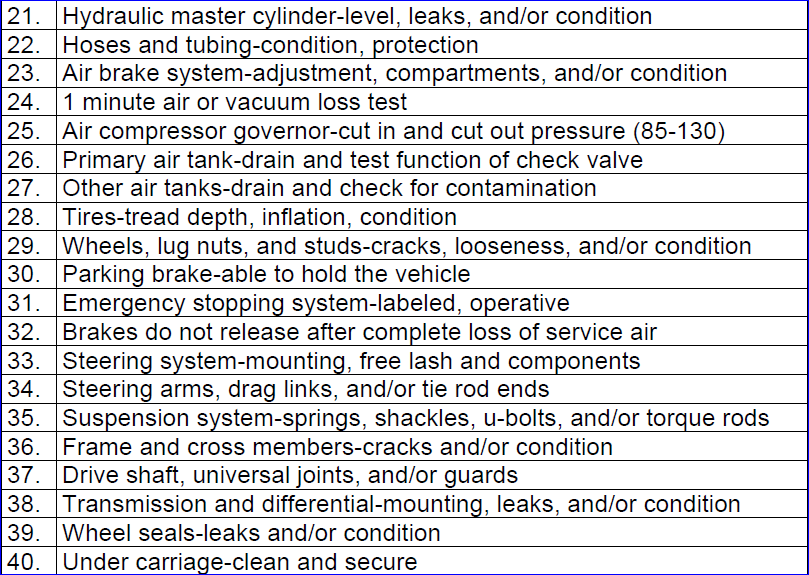 21. Hydraulic master cylinder-level, leaks, and/or condition
22. Hoses and tubing-condition, protection
23. Air brake system-adjustment, compartments, and/or condition
24. 1 minute air or vacuum loss test
25. Air compressor governor-cut in and cut out pressure (85-130)
26. Primary air tank-drain and test function of check valve
27. Other air tanks-drain and check for contamination
28. Tires-tread depth, inflation, condition
29. Wheels, lug nuts, and studs-cracks, looseness, and/or condition
30. Parking brake-able to hold the vehicle
31. Emergency stopping system-labeled, operative
32. Brakes do not release after complete loss of service air
33. Steering system-mounting, free lash and components
34. Steering arms, drag links, and/or tie rod ends
35. Suspension system-springs, shackles, u-bolts, and/or torque rods
36. Frame and cross members-cracks and/or condition
37. Drive shaft, universal joints, and/or guards
38. Transmission and differential-mounting, leaks, and/or condition
39. Wheel seals-leaks and/or condition
40. Under carriage-clean and secure